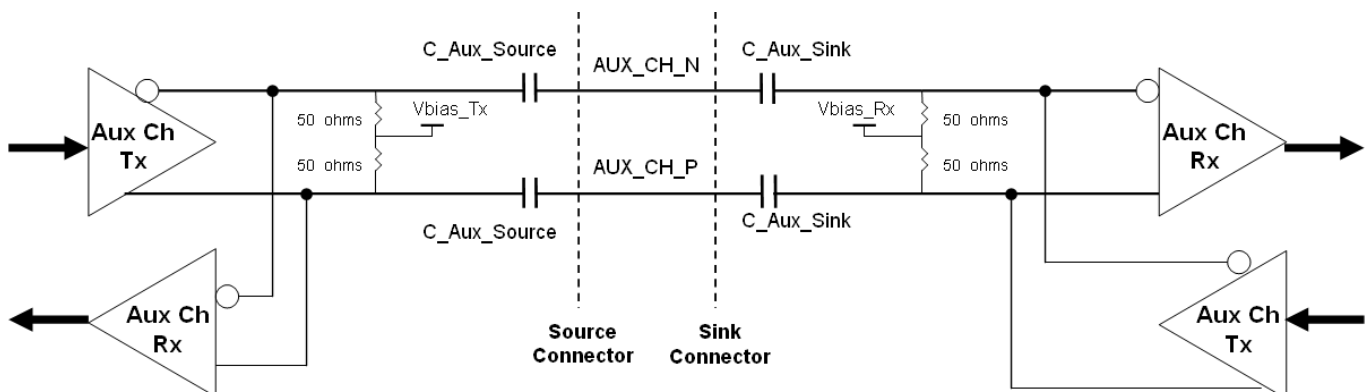 C_Aux_Source
AUX_CH_N
C_Aux_Sink
Aux Ch
Tx
50 ohms
Vbias_Tx
50 ohms
Vbias_Rx
50 ohms
50 ohms
Aux Ch
Rx
AUX_CH_P
C_Aux_Source
C_Aux_Sink
Aux Ch
Rx
Source
Connector
Sink
Connector
Aux Ch
Tx